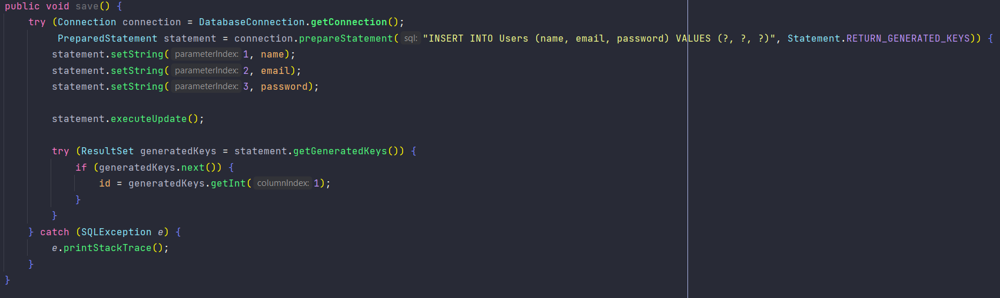 public void save() {
    try (Connection connection = DatabaseConnection.getConnection();
         PreparedStatement statement = connection.prepareStatement( sql: "INSERT INTO Users (name, email, password) VALUES (?, ?, ?)", Statement.RETURN_GENERATED_KEYS)) {
        statement.setString( parameterIndex: 1, name);
        statement.setString( parameterIndex: 2, email);
        statement.setString( parameterIndex: 3, password);

        statement.executeUpdate();

        try (ResultSet generatedKeys = statement.getGeneratedKeys()) {
            if (generatedKeys.next()) {
                id = generatedKeys.getInt( columnIndex: 1);
            }
        }
    } catch (SQLException e) {
        e.printStackTrace();
    }
}